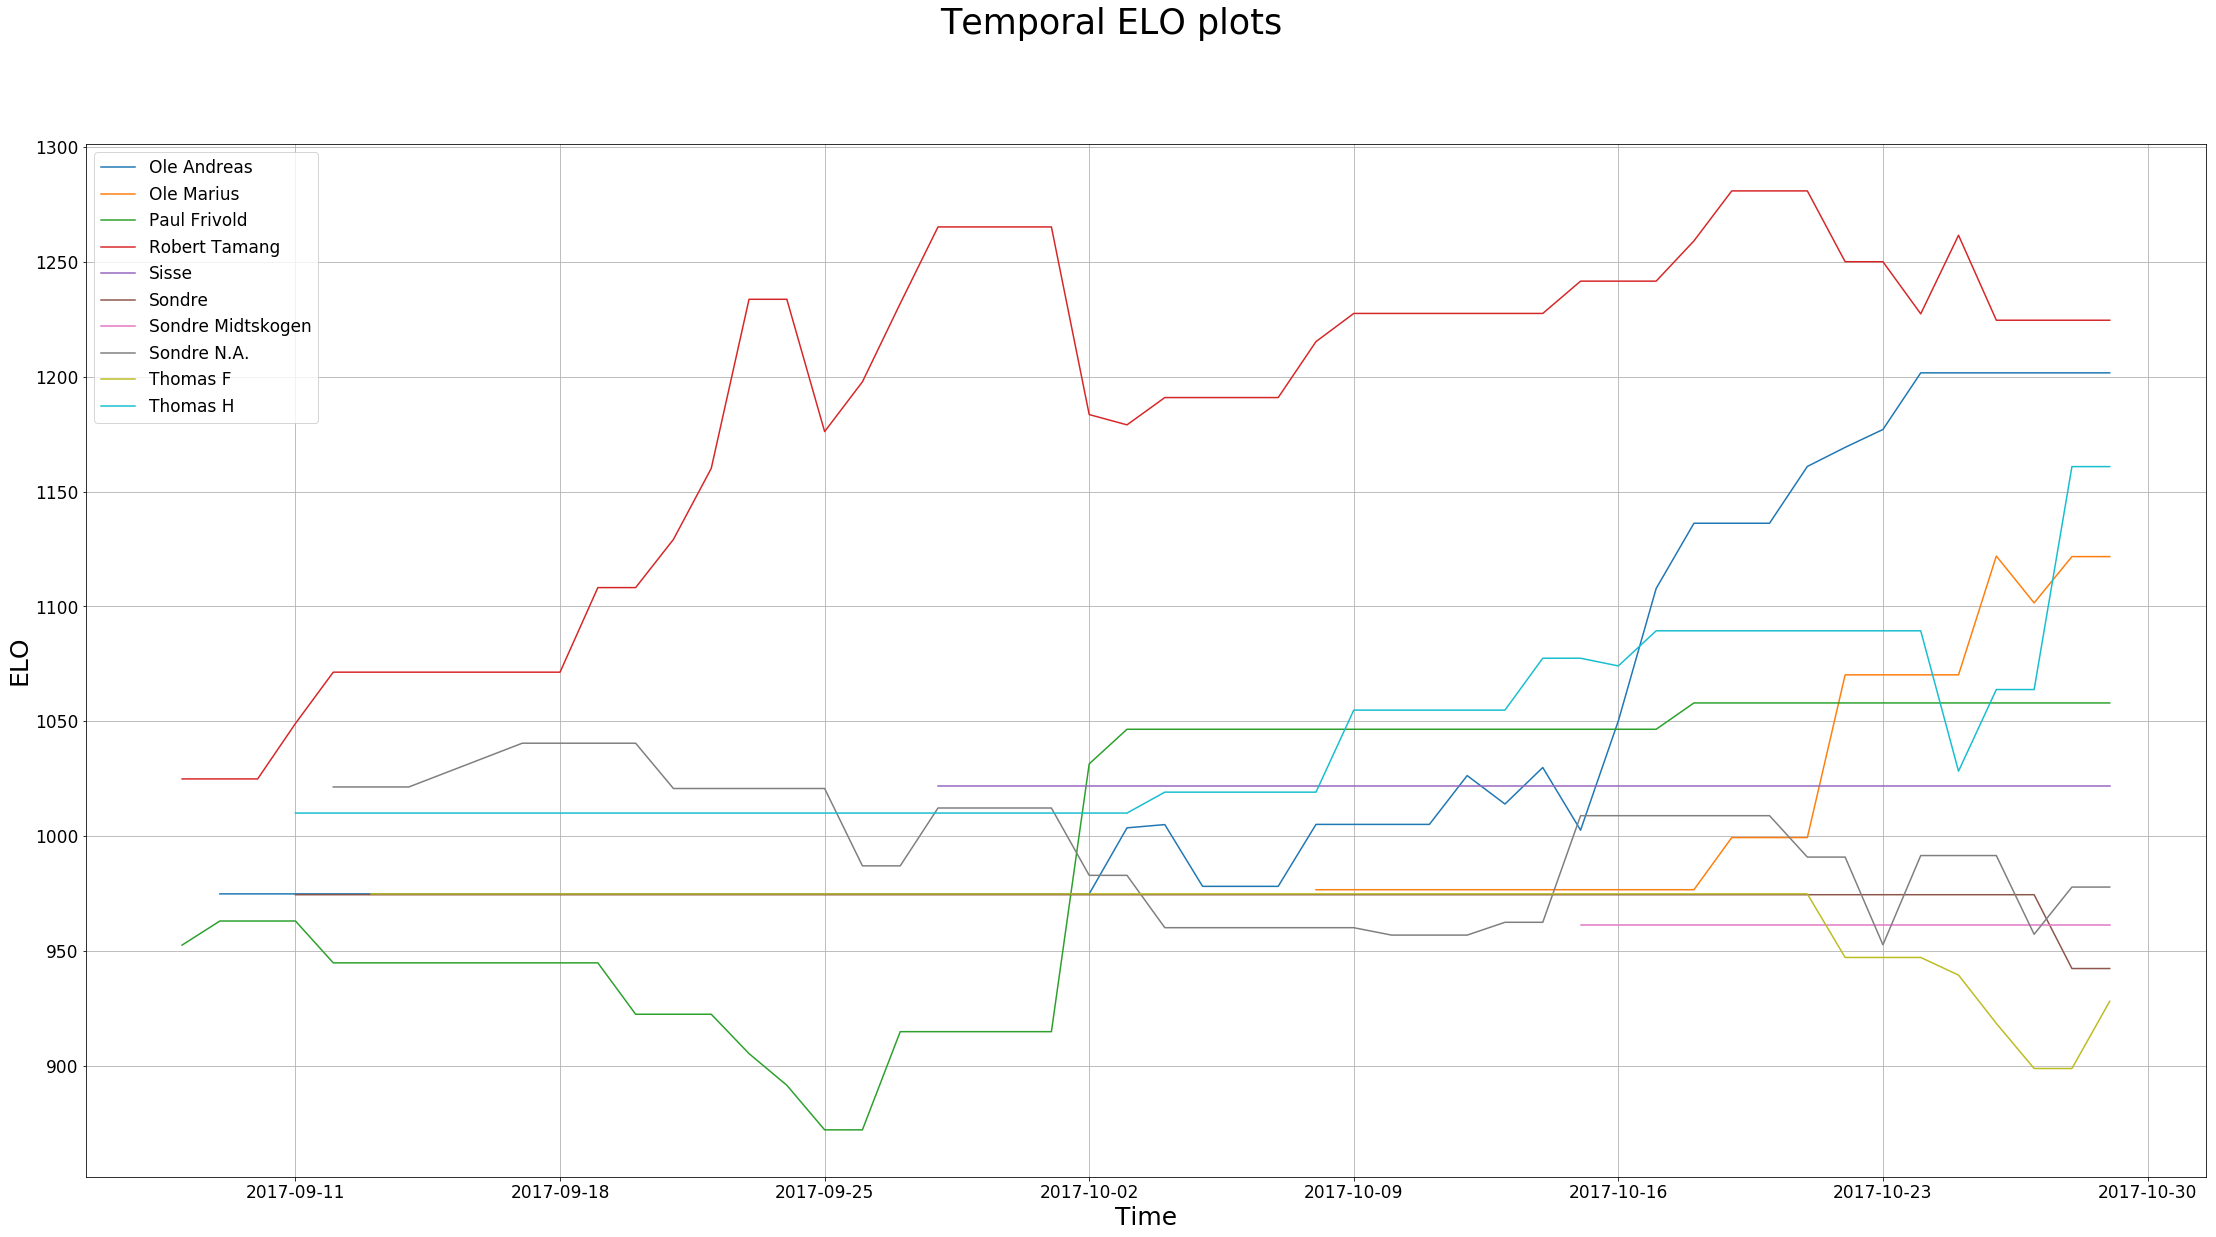 Temporal ELO plots
1300
1250
1200
1150
1100
1050
1000
950
900
ELO
Ole Andreas
Ole Marius
Paul Frivold
Robert Tamang
Sisse
Sondre
Sondre Midtskogen
Sondre N.A.
Thomas F
Thomas H
2017-09-11 2017-09-18 2017-09-25 2017-10-02 2017-10-09 2017-10-16 2017-10-23 2017-10-30
Time